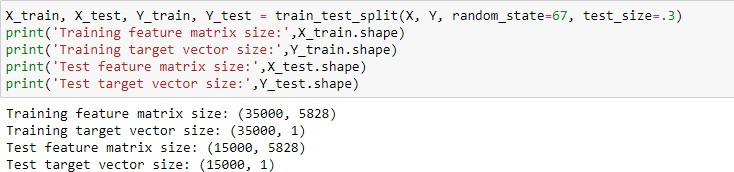 X_train, X_test, Y_train, Y_test = train_test_split(X, Y, random_state=67, test_size=.3)
print('Training feature matrix size:',X_train.shape)
print('Training target vector size:',Y_train.shape)
print('Test feature matrix size:',X_test.shape)
print('Test target vector size:',Y_test.shape)
Training feature matrix size: (35000, 5828)
Training target vector size: (35000, 1)
Test feature matrix size: (15000, 5828)
Test target vector size: (15000, 1)